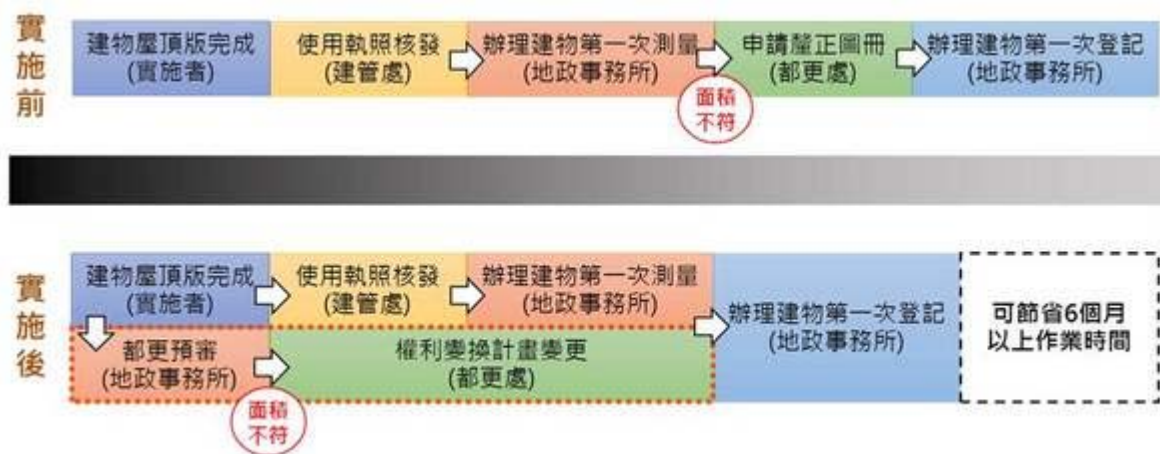 實施前
建物屋頂版完成
(實施者)
使用執照核發
(建管處)
辦理建物第一次測量
(地政事務所)
面積
不符
申請釐正圖冊
(都更處)
辦理建物第一次登記
(地政事務所)
實施後
建物屋頂版完成
(實施者)
使用執照核發
(建管處)
辦理建物第一次測量
(地政事務所)
都更預審
(地政事務所)
面積
不符
權利變換計畫變更
(都更處)
辦理建物第一次登記
(地政事務所)
可節省6個月
以上作業時間